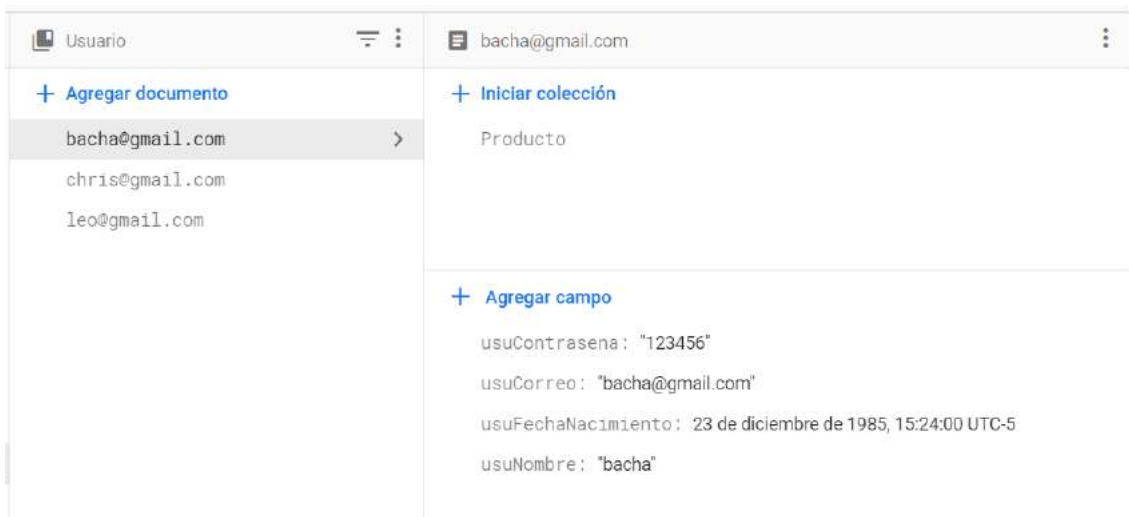 Usuario
+ Agregar documento
bacha@gmail.com
chris@gmail.com
leo@gmail.com
bacha@gmail.com
+ Iniciar colección
Producto
+ Agregar campo
usuContrasena: "123456"
usuCorreo: "bacha@gmail.com"
usuFechaNacimiento: 23 de diciembre de 1985, 15:24:00 UTC-5
usuNombre: "bacha"